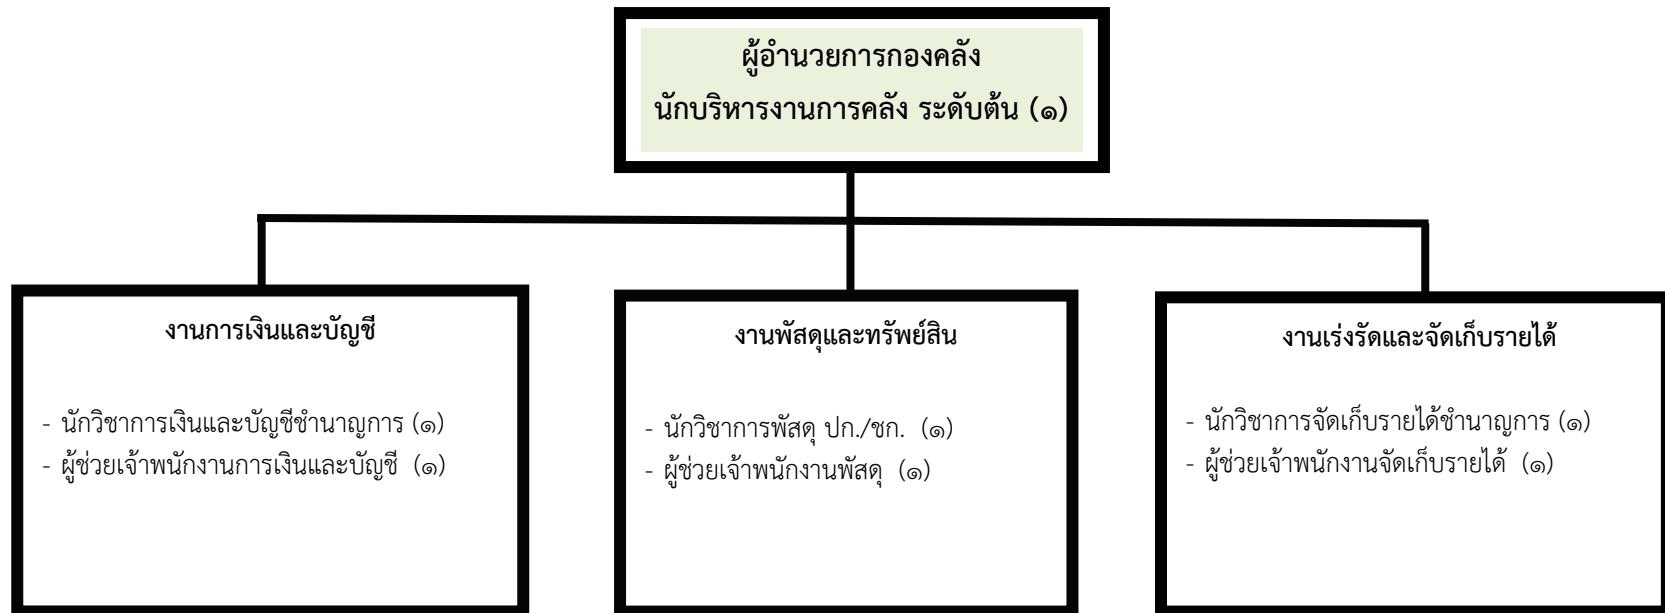 ผู้อำนวยการกองคลัง
นักบริหารงานการคลัง ระดับต้น (๑)
งานการเงินและบัญชี
- นักวิชาการเงินและบัญชีชำนาญการ (๑)
- ผู้ช่วยเจ้าพนักงานการเงินและบัญชี (๑)
งานพัสดุและทรัพย์สิน
- นักวิชาการพัสดุ ปก./ชก. (๑)
- ผู้ช่วยเจ้าพนักงานพัสดุ (๑)
งานเร่งรัดและจัดเก็บรายได้
- นักวิชาการจัดเก็บรายได้ชำนาญการ (๑)
- ผู้ช่วยเจ้าพนักงานจัดเก็บรายได้ (๑)